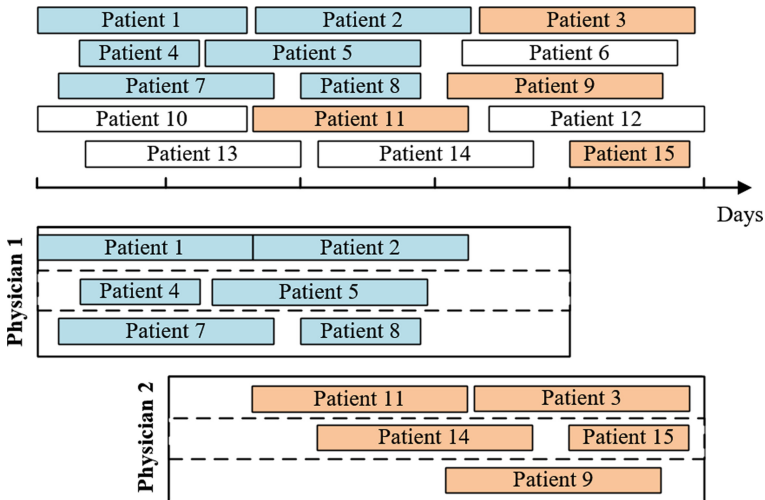 Patient 1 Patient 2 Patient 3
Patient 4 Patient 5 Patient 6
Patient 7 Patient 8 Patient 9
Patient 10 Patient 11 Patient 12
Patient 13 Patient 14 Patient 15
Days
Physician 1
Patient 1 Patient 2
Patient 4 Patient 5
Patient 7 Patient 8
Physician 2
Patient 11 Patient 3
Patient 14 Patient 15
Patient 9